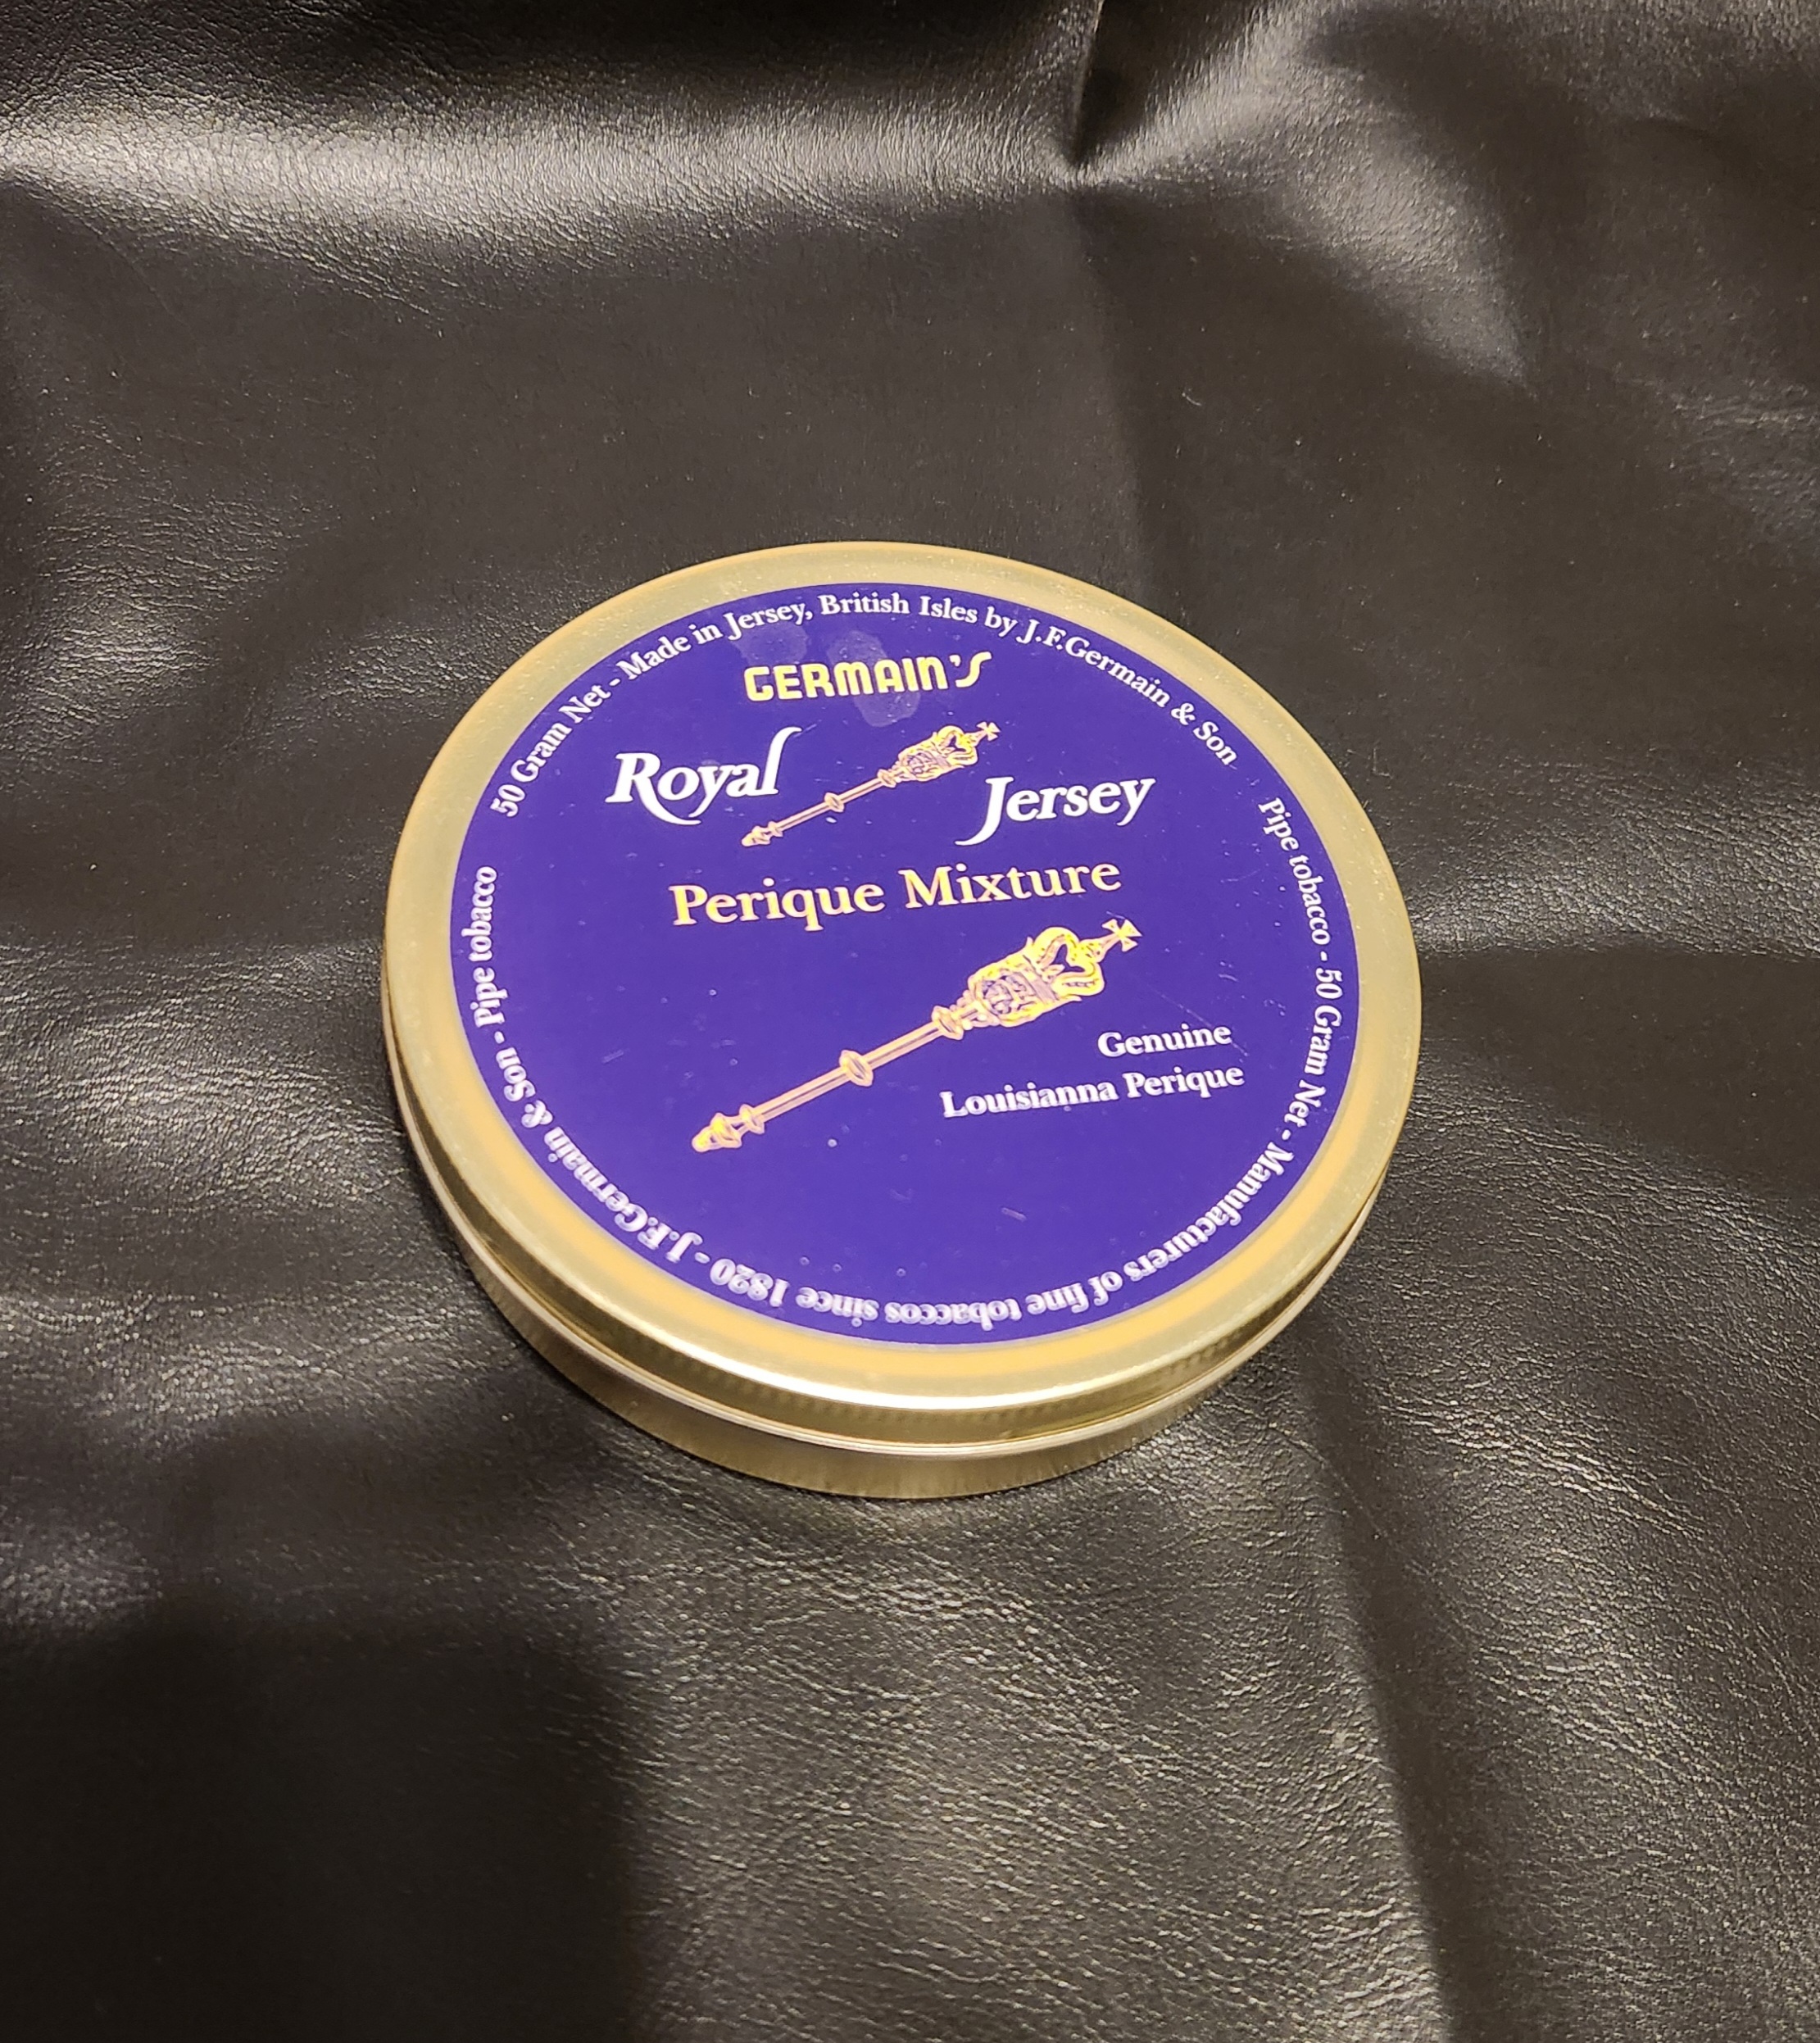 50 Gram Net - Made in Jersey, British Isles by J.F.Germain & Son
GERMAIN'S
Royal Jersey
Perique Mixture
Genuine
Louisianna Perique
Pipe tobacco - 50 Gram Net - Manufacturers of fine tobaccos since 1820 - J.F.Germain & Son - Pipe tobacco